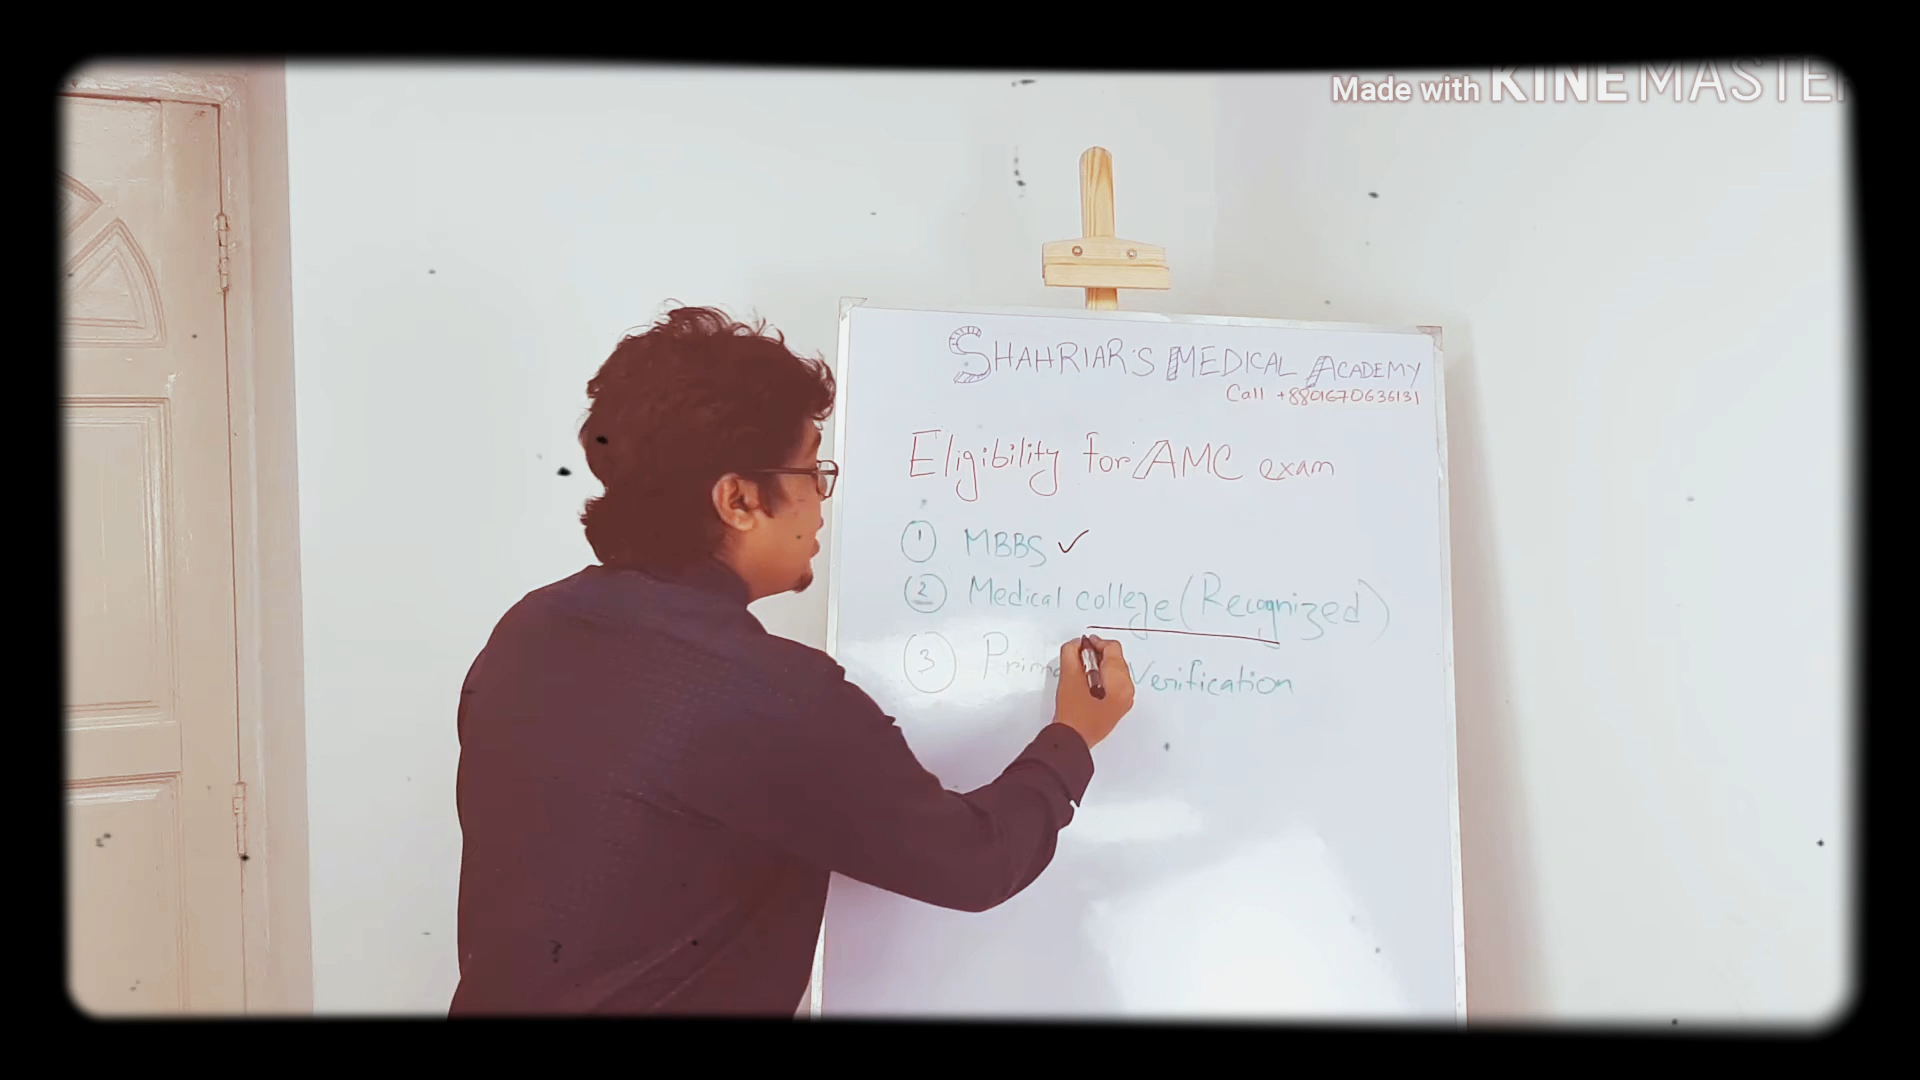 Made with KINEMASTER
SHAHRIAR'S MEDICAL ACADEMY
Call +8801670636131
Eligibility for AMC exam
1 MBBS ✓
2 Medical college (Recognized)
3 Verification